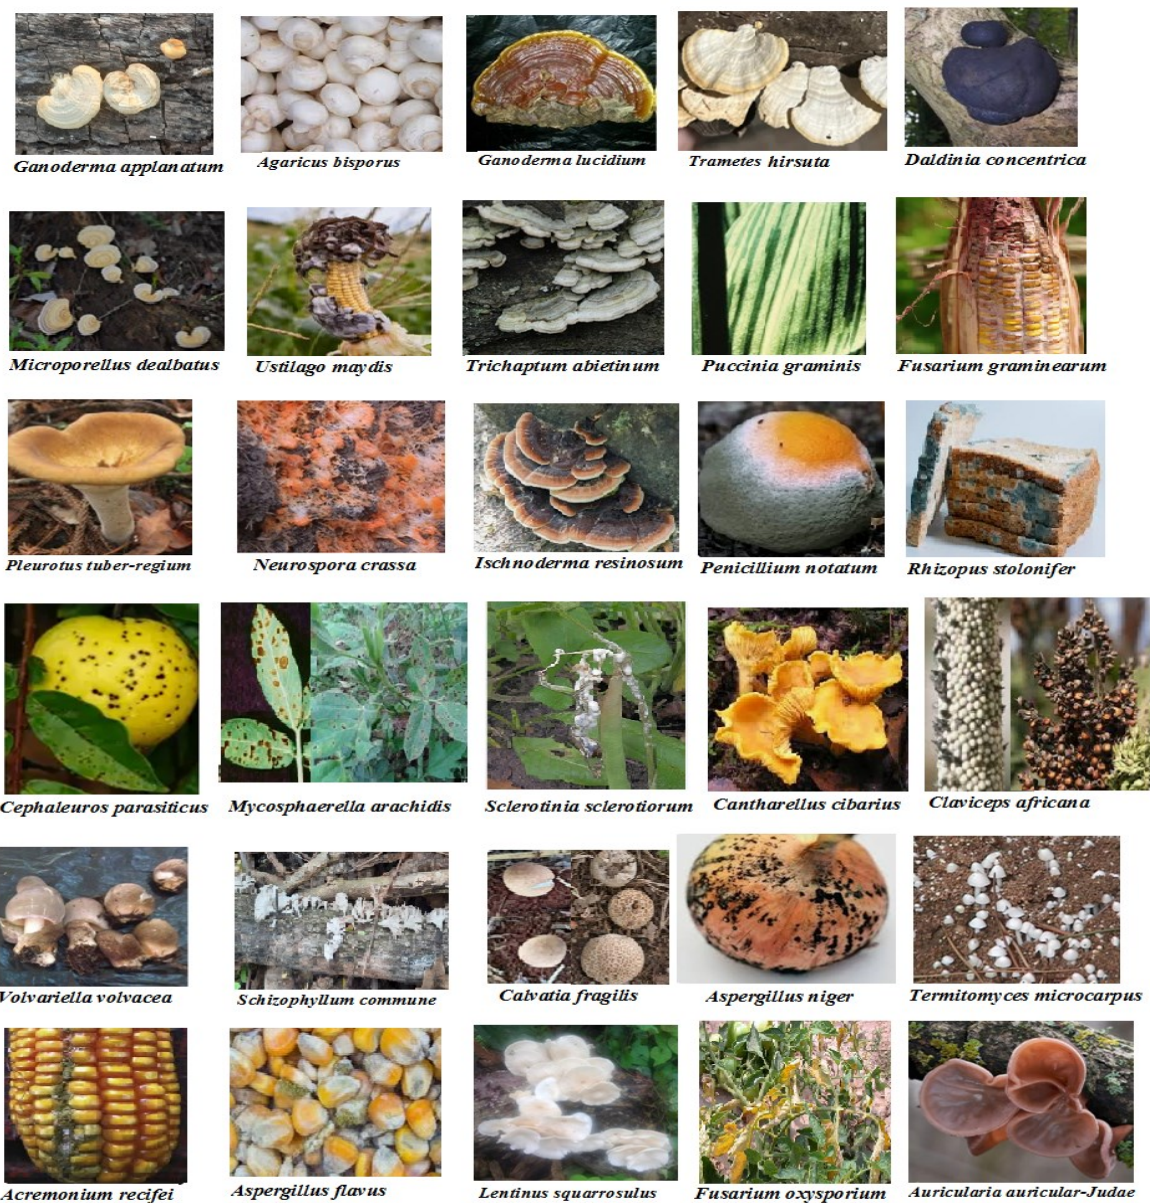 Ganoderma applanatum
Agaricus bisporus
Ganoderma lucidium
Trametes hirsuta
Daldinia concentrica
Microporellus dealbatus
Ustilago maydis
Trichaptum abietinum
Puccinia graminis
Fusarium graminearum
Pleurotus tuber-regium
Neurospora crassa
Ischnoderma resinosum
Penicillium notatum
Rhizopus stolonifer
Cephaleuros parasiticus
Mycosphaerella arachidis
Sclerotinia sclerotiorum
Cantharellus cibarius
Claviceps africana
Volvariella volvacea
Schizophyllum commune
Calvatia fragilis
Aspergillus niger
Termitomyces microcarpus
Acremonium recifei
Aspergillus flavus
Lentinus squarrosulus
Fusarium oxysporium
Auricularia auricular-Judae